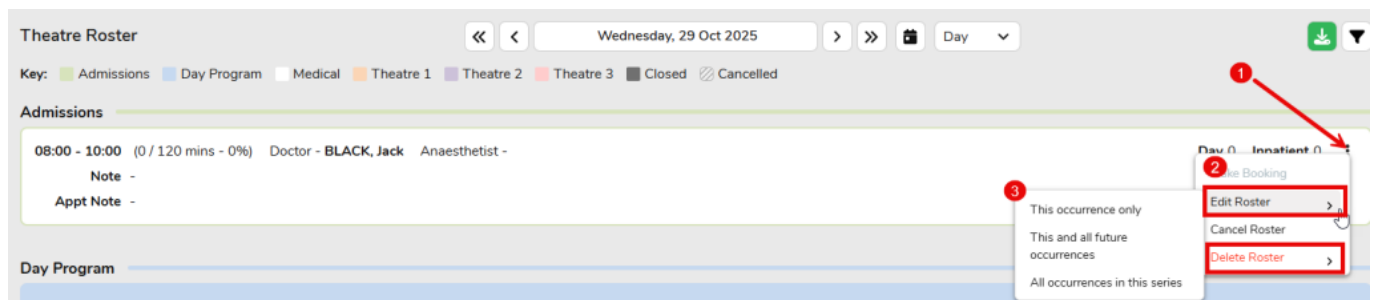 Theatre Roster
Wednesday, 29 Oct 2025
Day
Key: Admissions Day Program Medical Theatre 1 Theatre 2 Theatre 3 Closed Cancelled
1
Admissions
08:00 - 10:00 (0 / 120 mins - 0%) Doctor - BLACK, Jack Anaesthetist -
Day 0 Inpatient 0
Note -
Appt Note -
2
Booking
Edit Roster
Cancel Roster
Delete Roster
3
This occurrence only
This and all future
occurrences
All occurrences in this series
Day Program